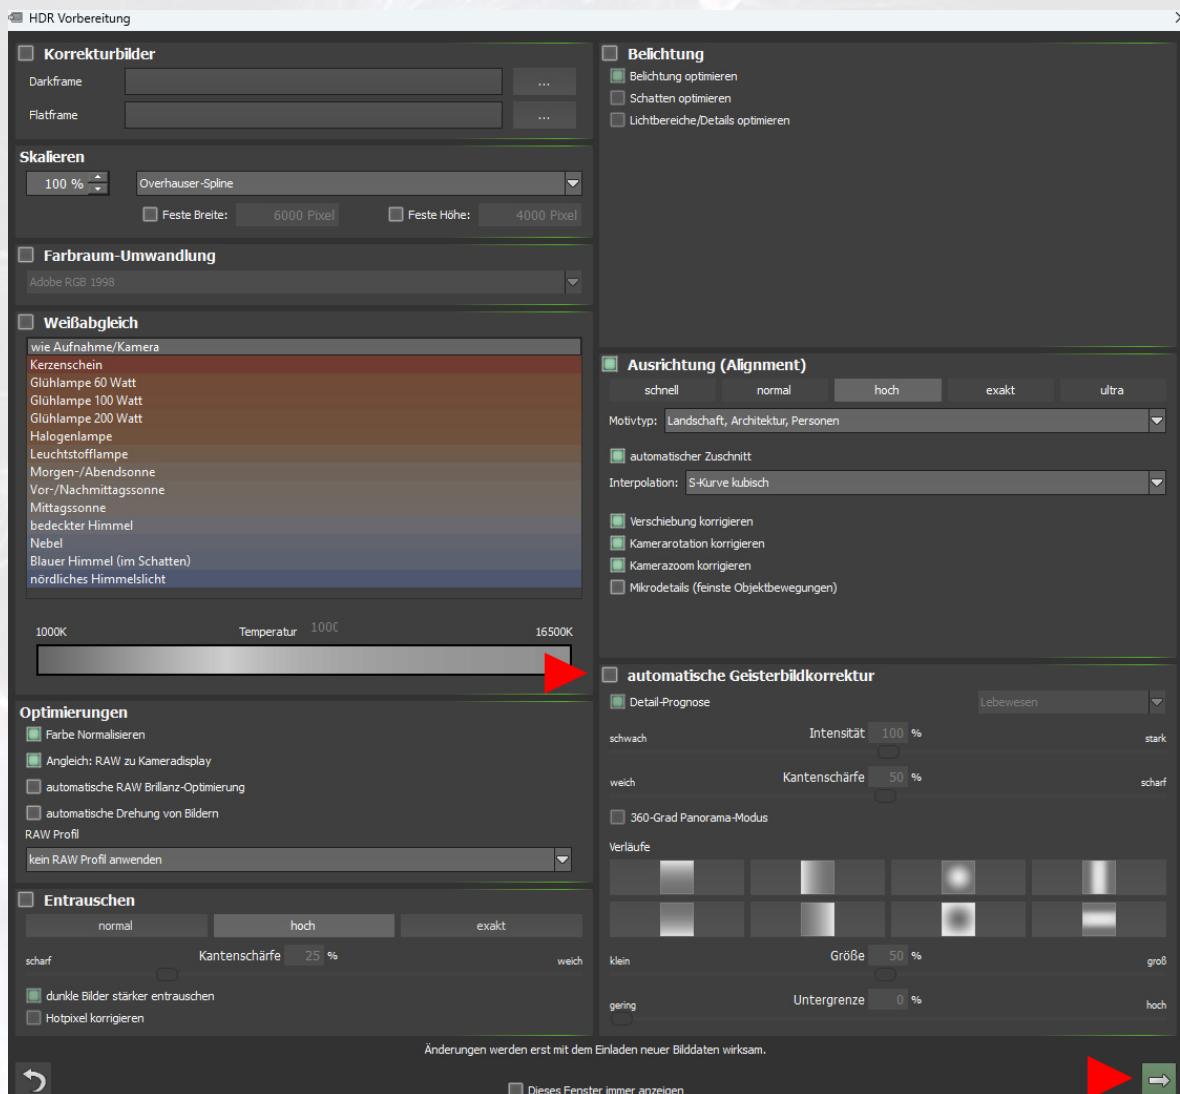 HDR Vorbereitung
Korrekturbilder
Darkframe
...
Flatframe
...
Skalieren
100 %
Overhauser-Spline
Feste Breite: 6000 Pixel
Feste Höhe: 4000 Pixel
Farbraum-Umwandlung
Adobe RGB 1998
Weißabgleich
wie Aufnahme/Kamera
Kerzenschein
Glühlampe 60 Watt
Glühlampe 100 Watt
Glühlampe 200 Watt
Halogenlampe
Leuchtstofflampe
Morgen-/Abendsonne
Vor-/Nachmittagssonne
Mittagssonne
bedeckter Himmel
Nebel
Blauer Himmel (im Schatten)
nördliches Himmelslicht
1000K Temperatur 1000 16500K
Optimierungen
Farbe Normalisieren
Angleich: RAW zu Kameradisplay
automatische RAW Brillanz-Optimierung
automatische Drehung von Bildern
RAW Profil
kein RAW Profil anwenden
Entrauschen
normal hoch exakt
scharf Kantenschärfe 25 % weich
dunkle Bilder stärker entrauschen
Hotpixel korrigieren
Belichtung
Belichtung optimieren
Schatten optimieren
Lichtbereiche/Details optimieren
Ausrichtung (Alignment)
schnell normal hoch exakt ultra
Motivtyp: Landschaft, Architektur, Personen
automatischer Zuschnitt
Interpolation: S-Kurve kubisch
Verschiebung korrigieren
Kamerarotation korrigieren
Kamerazoom korrigieren
Mikrodetails (feinste Objektbewegungen)
automatische Geisterbildkorrektur
Detail-Prognose Lebewesen
schwach Intensität 100 % stark
weich Kantenschärfe 50 % scharf
360-Grad Panorama-Modus
Verläufe
klein Größe 50 % groß
gering Untergrenze 0 % hoch
Änderungen werden erst mit dem Einladen neuer Bilddaten wirksam.
Dieses Fenster immer anzeigen